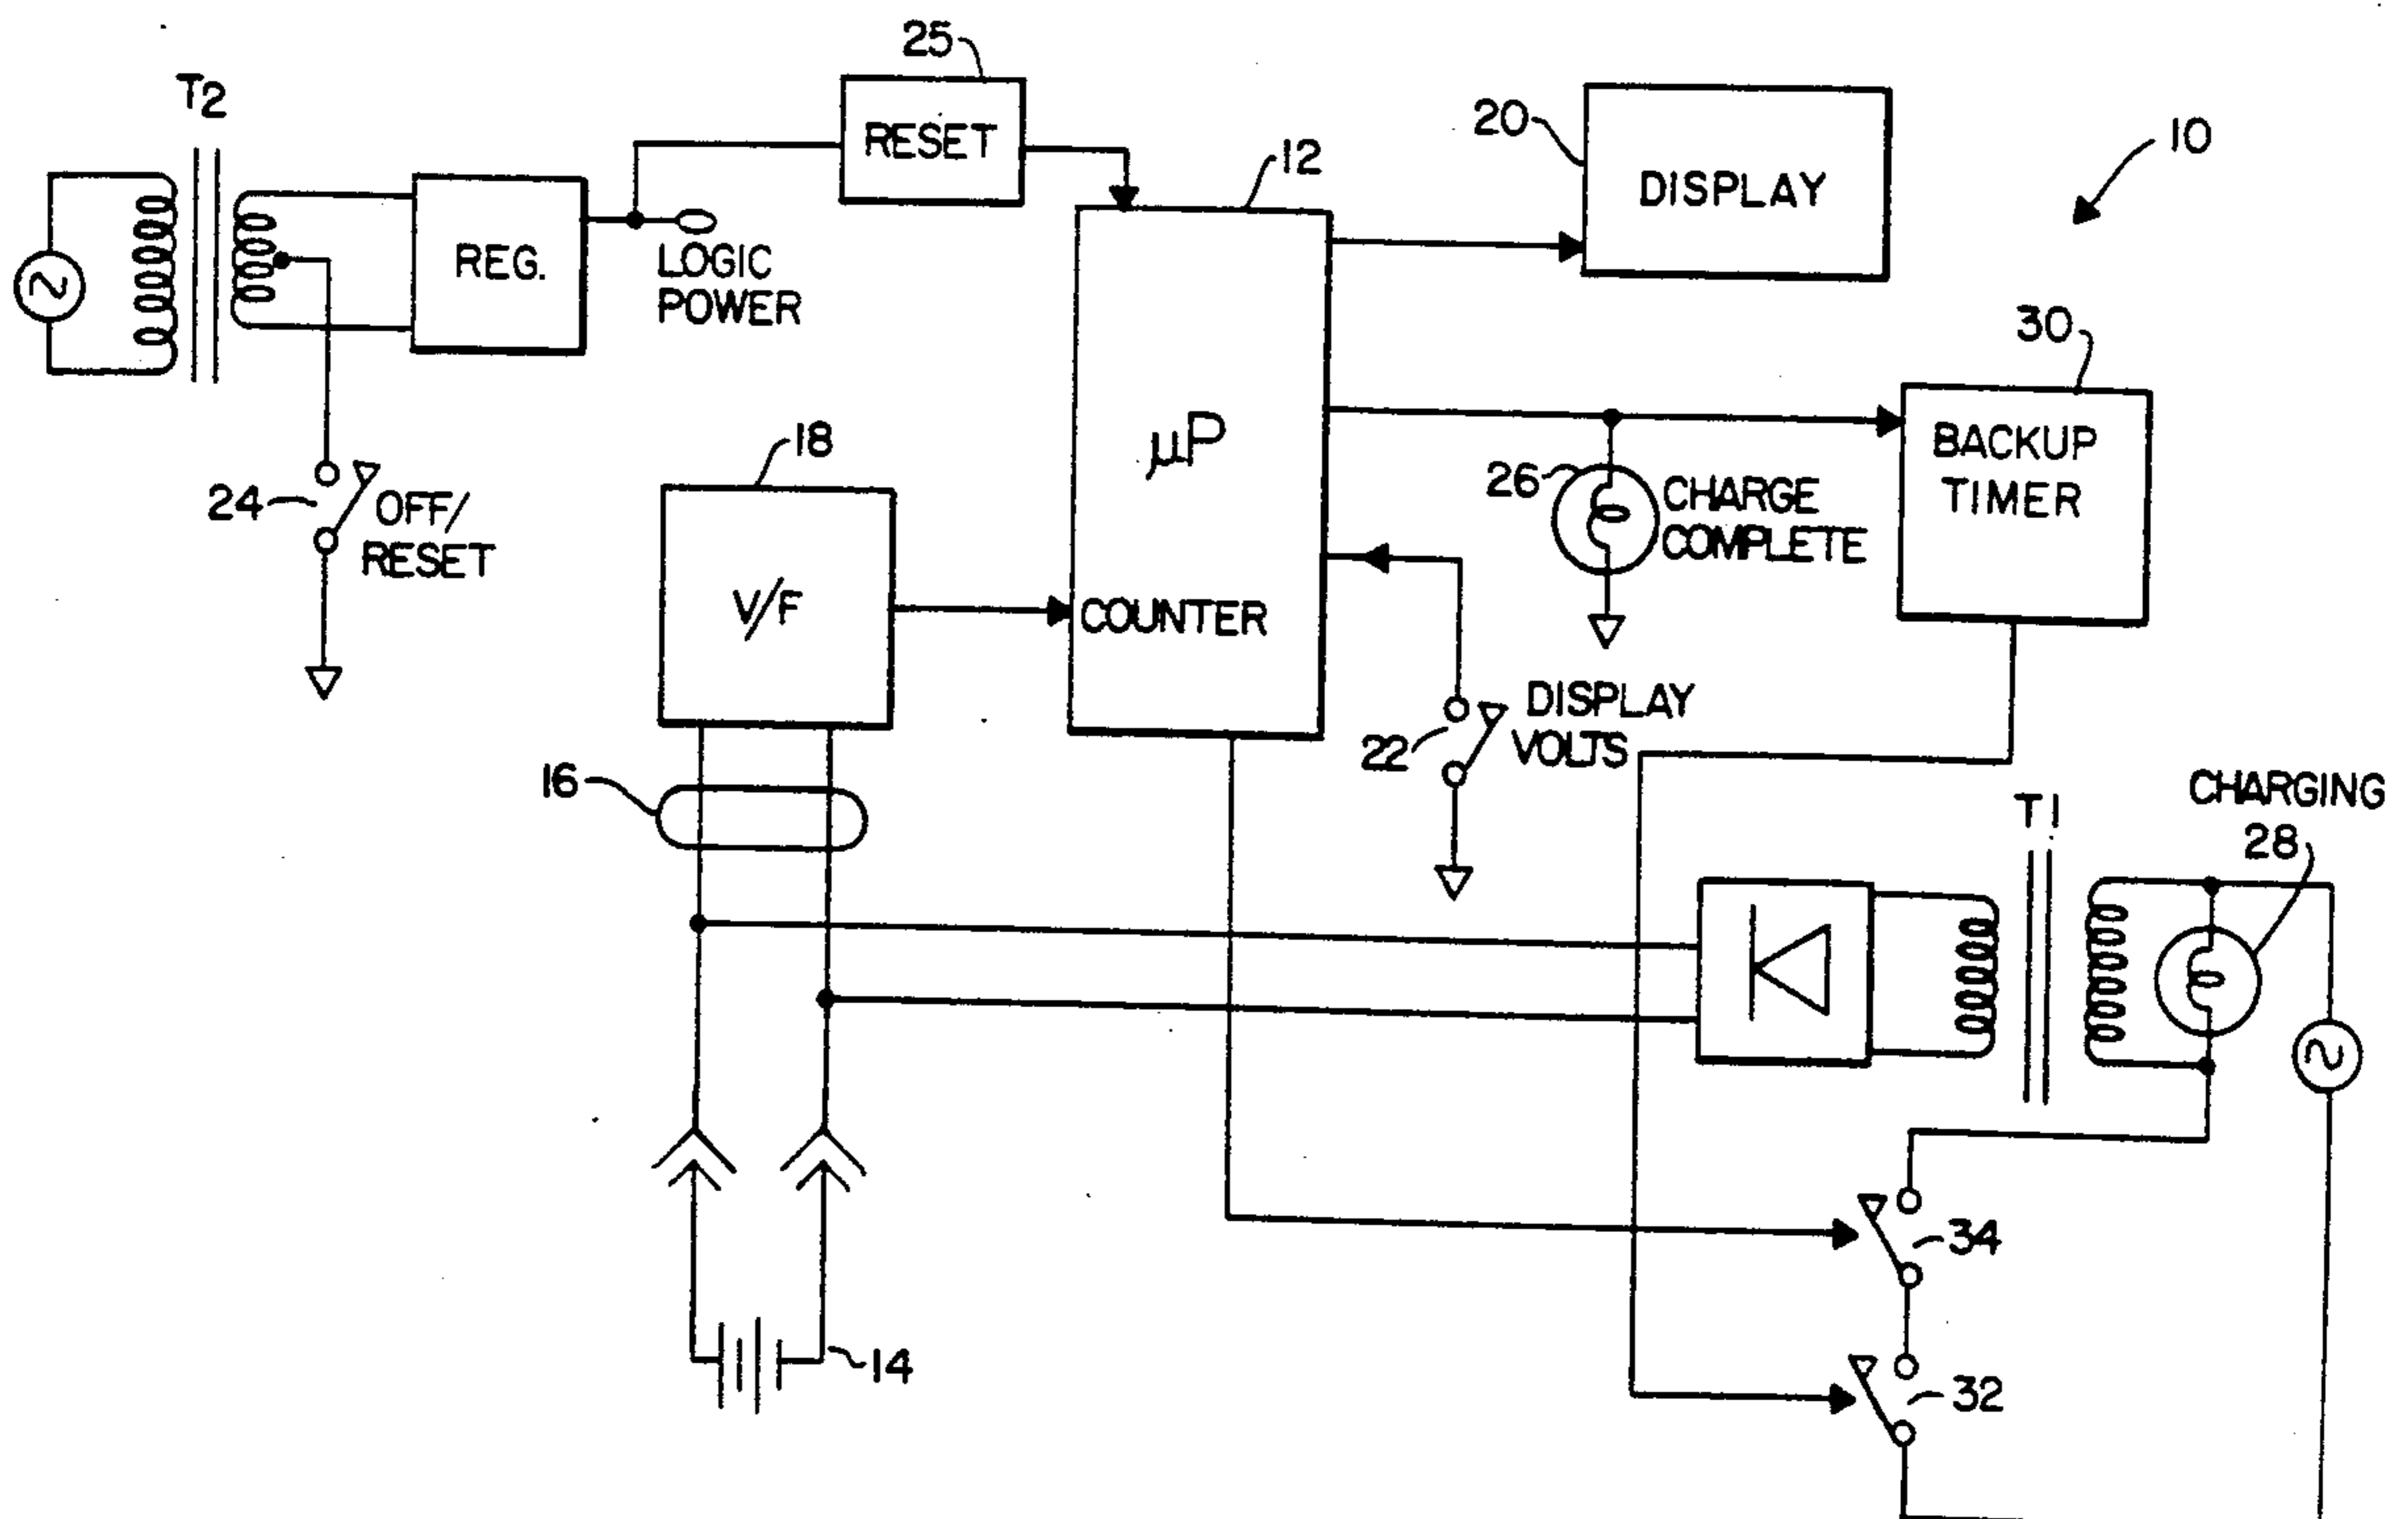 25
T2
RESET
20
DISPLAY
10
12
REG.
LOGIC
POWER
30
BACKUP
TIMER
18
μP
26
CHARGE
COMPLETE
24
OFF/
RESET
V/F
COUNTER
22
DISPLAY
VOLTS
16
CHARGING
T1
28
34
14
32